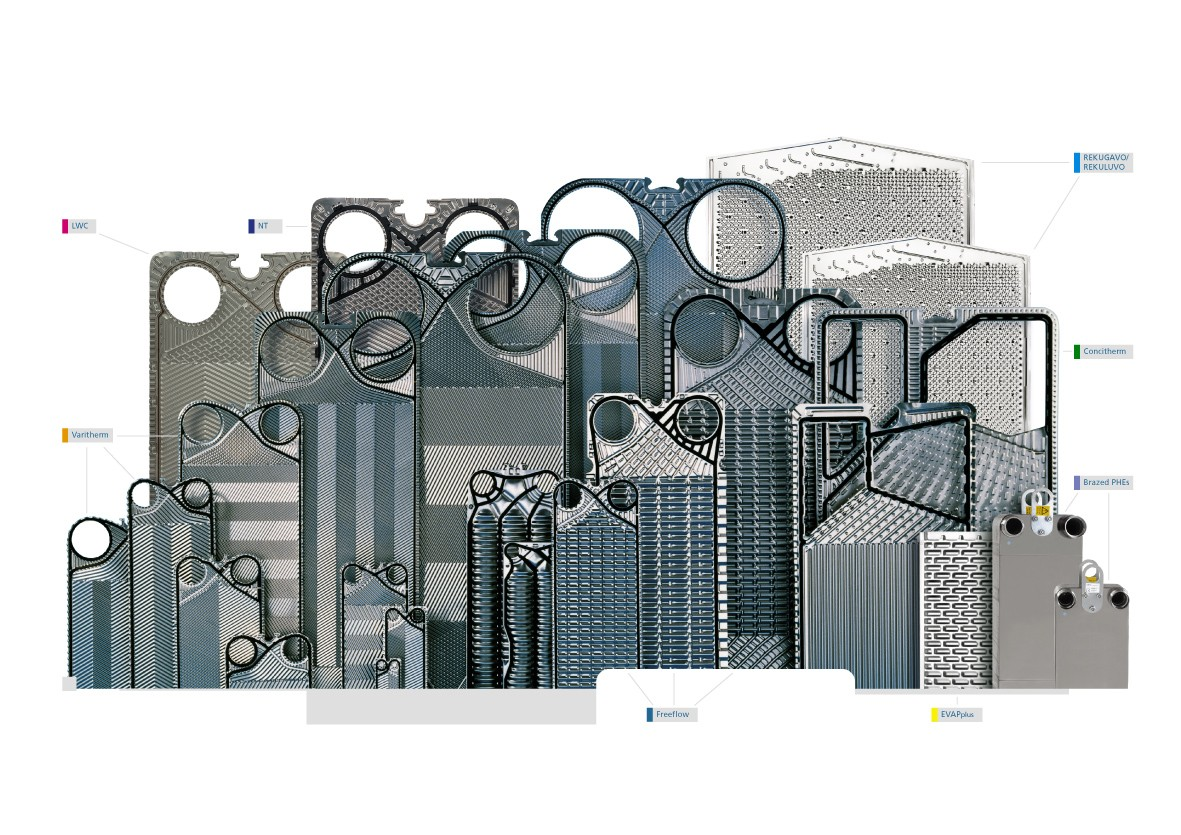 REKUGAVO/
REKULUVO
LWC
NT
Concitherm
Varitherm
Brazed PHEs
Freeflow
EVAPplus